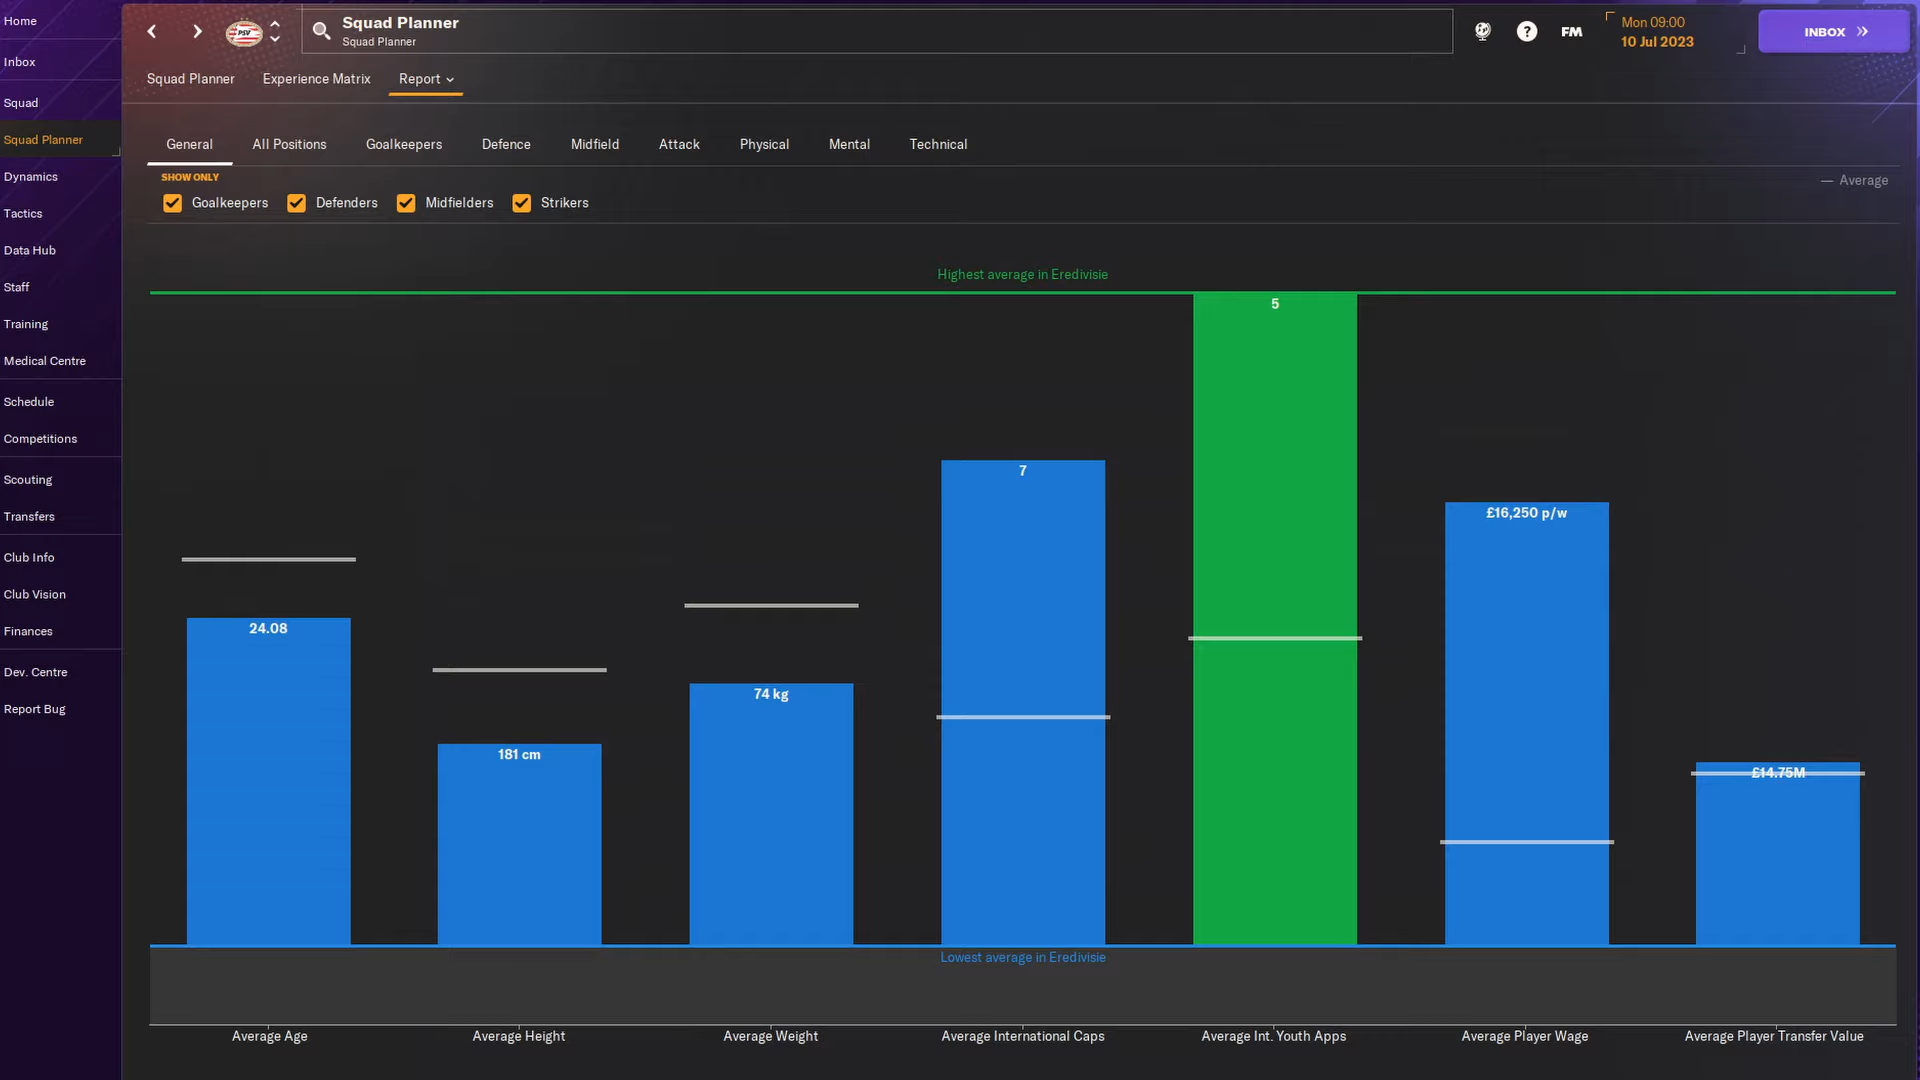 Home
Inbox
Squad
Squad Planner
Dynamics
Tactics
Data Hub
Staff
Training
Medical Centre
Schedule
Competitions
Scouting
Transfers
Club Info
Club Vision
Finances
Dev. Centre
Report Bug
PSV
Squad Planner
Squad Planner
?
FM
Mon 09:00
10 Jul 2023
INBOX
Squad Planner Experience Matrix Report
General All Positions Goalkeepers Defence Midfield Attack Physical Mental Technical
SHOW ONLY
Average
Goalkeepers Defenders Midfielders Strikers
Highest average in Eredivisie
5
7
£16,250 p/w
24.08
74 kg
181 cm
£14.75M
Lowest average in Eredivisie
Average Age Average Height Average Weight Average International Caps Average Int. Youth Apps Average Player Wage Average Player Transfer Value